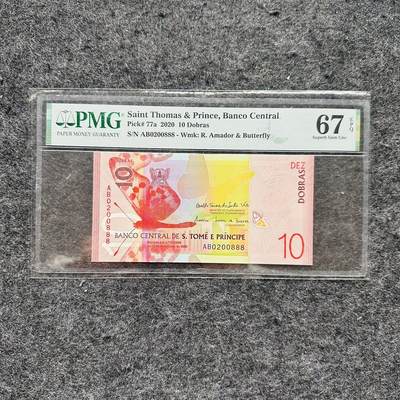 PMG
PAPER MONEY GUARANTY
Saint Thomas & Prince, Banco Central
Pick# 77a 2020 10 Dobras
S/N AB0200888 - Wmk: R. Amador & Butterfly
67 EPQ
Superb Gem Unc
10
AB0200888
DEZ
DOBRAS
BANCO CENTRAL DE S. TOMÉ E PRÍNCIPE
AB0200888
10